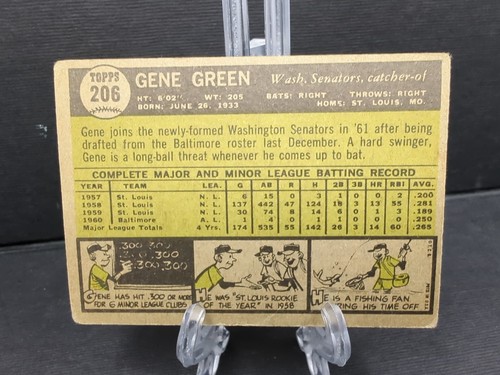 TOPPS
206
GENE GREEN Wash. Senators, catcher-of
HT: 6'02" WT: 205 BATS: RIGHT THROWS: RIGHT
BORN: JUNE 26, 1933 HOME: ST. LOUIS, MO.
Gene joins the newly-formed Washington Senators in '61 after being
drafted from the Baltimore roster last December. A hard swinger,
Gene is a long-ball threat whenever he comes up to bat.
COMPLETE MAJOR AND MINOR LEAGUE BATTING RECORD
YEAR TEAM LEA. G AB R H 2B 3B HR RBI AVG.
1957 St. Louis N. L. 6 15 0 3 1 0 0 2 .200
1958 St. Louis N. L. 137 442 47 124 18 3 13 55 .281
1959 St. Louis N. L. 30 74 8 14 6 0 1 3 .189
1960 Baltimore A. L. 1 4 0 1 0 0 0 0 .250
Major League Totals 4 Yrs. 174 535 55 142 26 3 14 60 .265
.300 .300
.300.300
.300,.300
GENE HAS HIT .300 OR MORE
FOR 6 MINOR LEAGUE CLUBS
HE WAS "ST. LOUIS ROOKIE
OF THE YEAR" IN 1958
HE IS A FISHING FAN
RING HIS TIME OFF